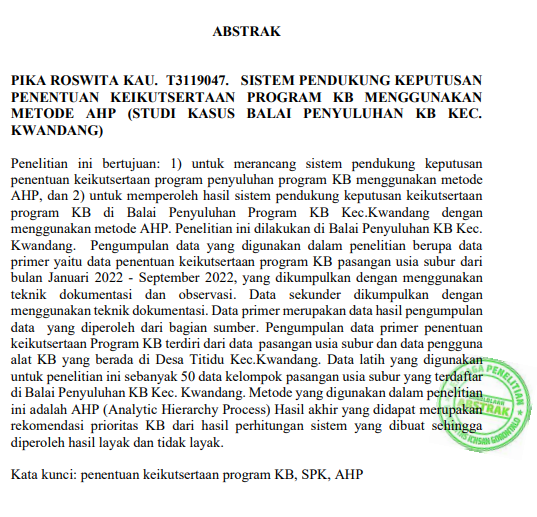 ABSTRAK
PIKA ROSWITA KAU. T3119047. SISTEM PENDUKUNG KEPUTUSAN
PENENTUAN KEIKUTSERTAAN PROGRAM KB MENGGUNAKAN
METODE AHP (STUDI KASUS BALAI PENYULUHAN KB KEC.
KWANDANG)
Penelitian ini bertujuan: 1) untuk merancang sistem pendukung keputusan
penentuan keikutsertaan program penyuluhan program KB menggunakan metode
AHP, dan 2) untuk memperoleh hasil sistem pendukung keputusan keikutsertaan
program KB di Balai Penyuluhan Program KB Kec.Kwandang dengan
menggunakan metode AHP. Penelitian ini dilakukan di Balai Penyuluhan KB Kec.
Kwandang. Pengumpulan data yang digunakan dalam penelitian berupa data
primer yaitu data penentuan keikutsertaan program KB pasangan usia subur dari
bulan Januari 2022 - September 2022, yang dikumpulkan dengan menggunakan
teknik dokumentasi dan observasi. Data sekunder dikumpulkan dengan
menggunakan teknik dokumentasi. Data primer merupakan data hasil pengumpulan
data yang diperoleh dari bagian sumber. Pengumpulan data primer penentuan
keikutsertaan Program KB terdiri dari data pasangan usia subur dan data pengguna
alat KB yang berada di Desa Titidu Kec.Kwandang. Data latih yang digunakan
untuk penelitian ini sebanyak 50 data kelompok pasangan usia subur yang terdaftar
di Balai Penyuluhan KB Kec. Kwandang. Metode yang digunakan dalam penelitian
ini adalah AHP (Analytic Hierarchy Process) Hasil akhir yang didapat merupakan
rekomendasi prioritas KB dari hasil perhitungan sistem yang dibuat sehingga
diperoleh hasil layak dan tidak layak.
Kata kunci: penentuan keikutsertaan program KB, SPK, AHP
PENELITIAN
ABSTRAK
ICHSAN GORONTALO